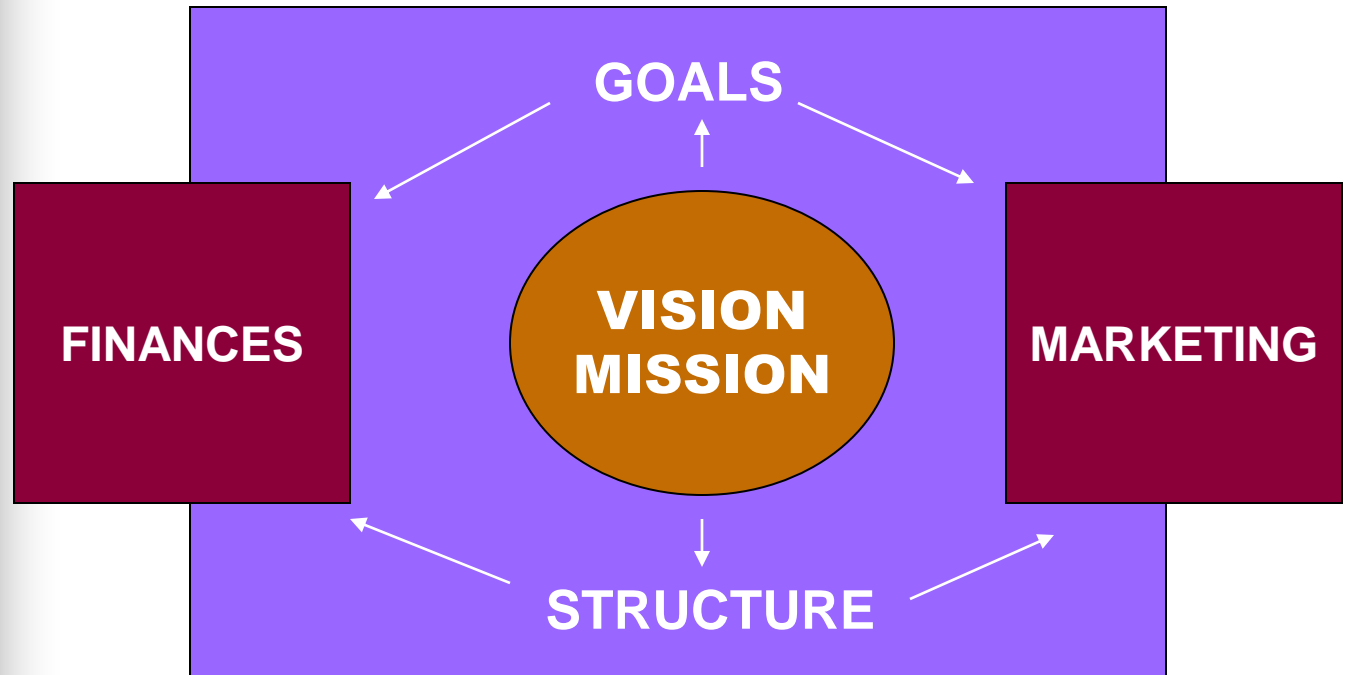 GOALS
FINANCES
VISION
MISSION
MARKETING
STRUCTURE